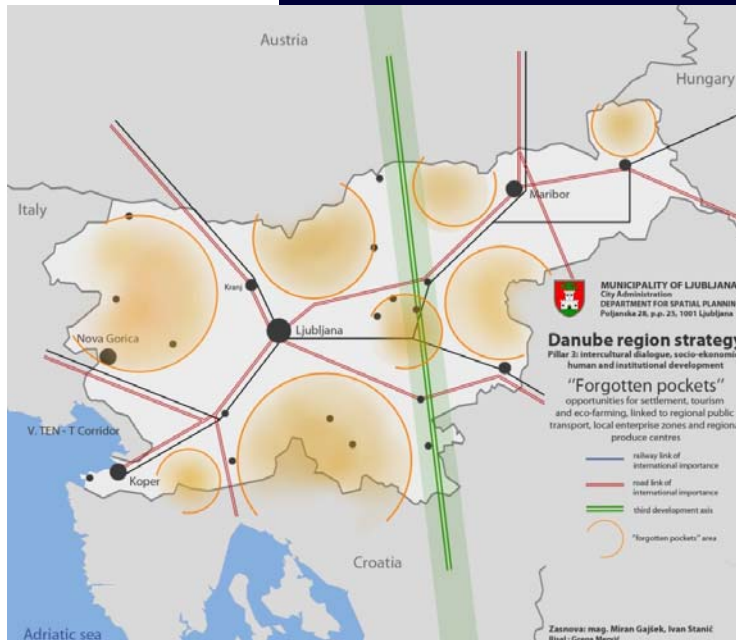 Austria
Hungary
Italy
Maribor
Kranj
Ljubljana
Nova Gorica
V. TEN - T Corridor
Koper
Croatia
Adriatic sea
MUNICIPALITY OF LJUBLJANA
City Administration
DEPARTMENT FOR SPATIAL PLANNING
Poljanska 28, p.p. 25, 1001 Ljubljana
Danube region strategy
Pillar 3: intercultural dialogue, socio-ekonomic
human and institutional development
"Forgotten pockets"
opportunities for settlement, tourism
and eco-farming, linked to regional public
transport, local enterprise zones and regional
produce centres
railway link of
international importance
road link of
international importance
third development axis
"forgotten pockets" area
Zasnova: mag. Miran Gajšek, Ivan Stanič